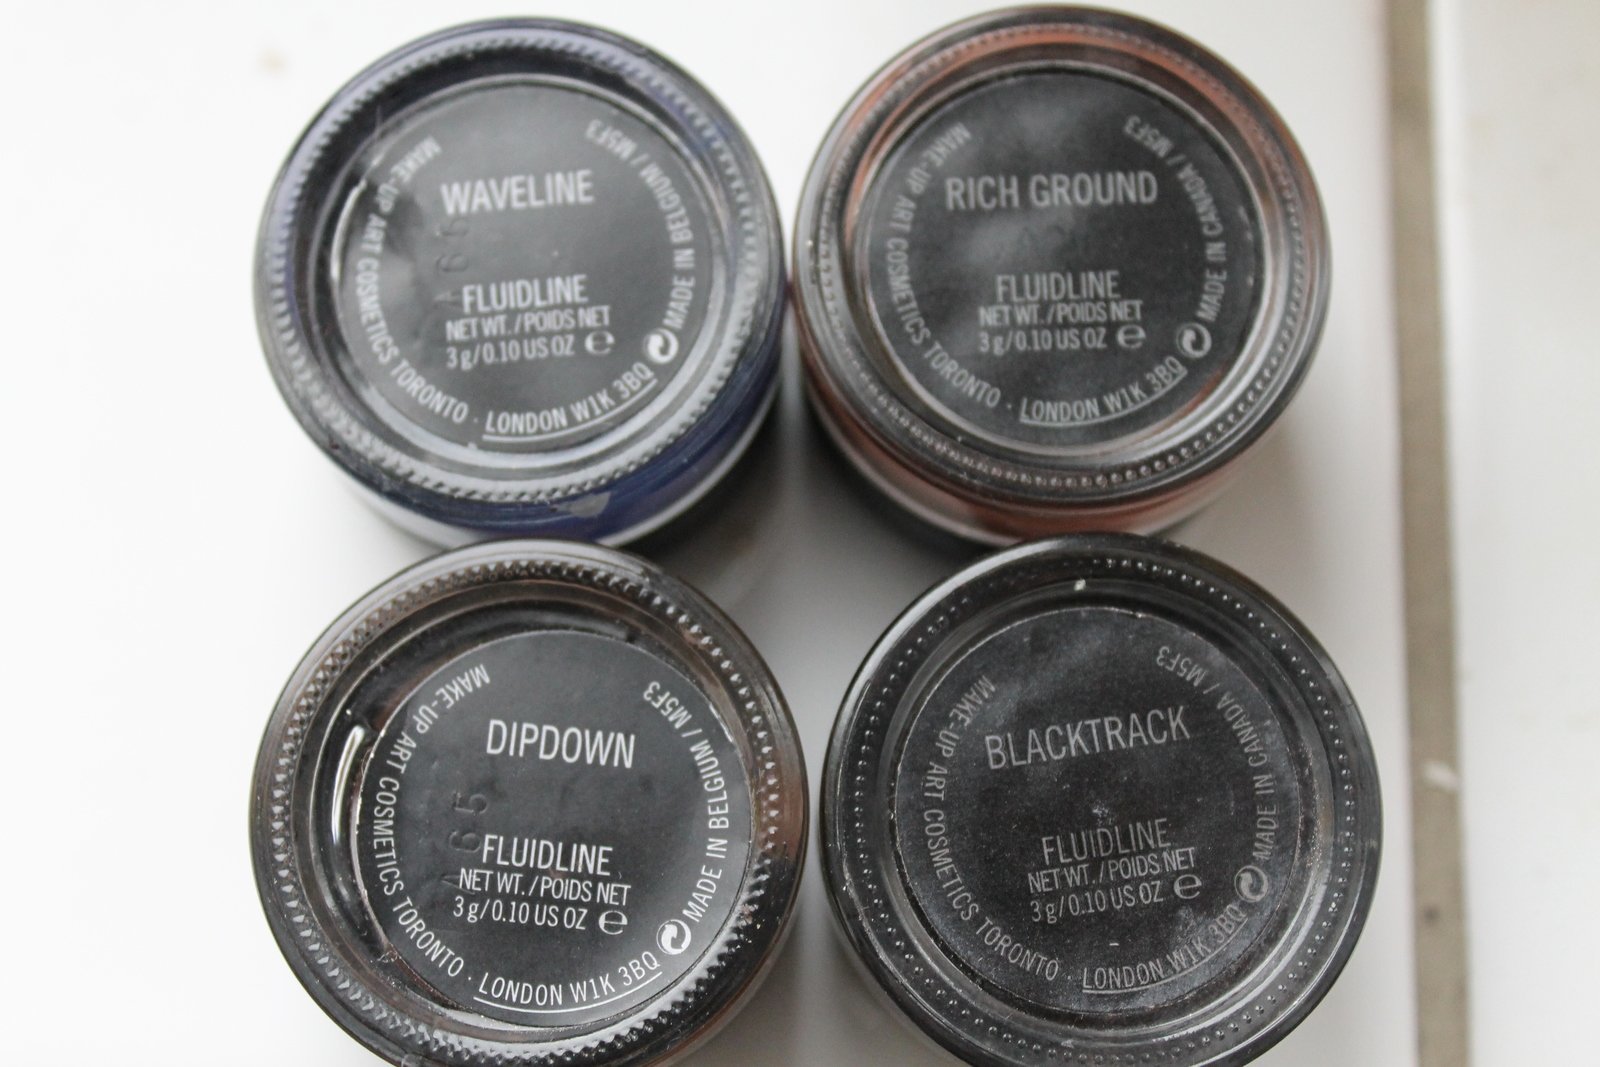 WAVELINE
FLUIDLINE
NET WT. / POIDS NET
3 g / 0.10 US OZ ℮
MAKE-UP ART COSMETICS TORONTO · LONDON W1K 3BQ
MADE IN BELGIUM / M5F3
A65
RICH GROUND
FLUIDLINE
NET WT. / POIDS NET
3 g / 0.10 US OZ ℮
MAKE-UP ART COSMETICS TORONTO · LONDON W1K 3BQ
MADE IN CANADA / M5F3
DIPDOWN
FLUIDLINE
NET WT. / POIDS NET
3 g / 0.10 US OZ ℮
MAKE-UP ART COSMETICS TORONTO · LONDON W1K 3BQ
MADE IN BELGIUM / M5F3
A65
BLACKTRACK
FLUIDLINE
NET WT. / POIDS NET
3 g / 0.10 US OZ ℮
MAKE-UP ART COSMETICS TORONTO · LONDON W1K 3BQ
MADE IN CANADA / M5F3